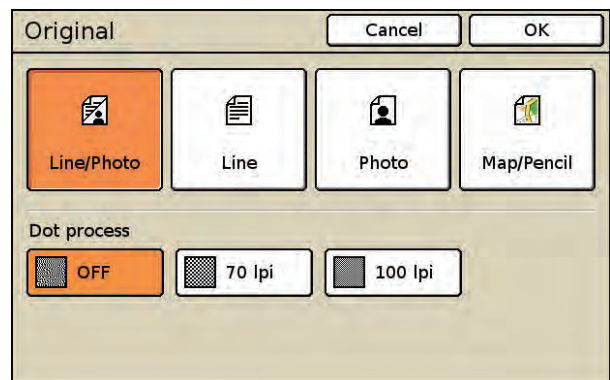 Original Cancel OK
Line/Photo Line Photo Map/Pencil
Dot process
OFF 70 lpi 100 lpi